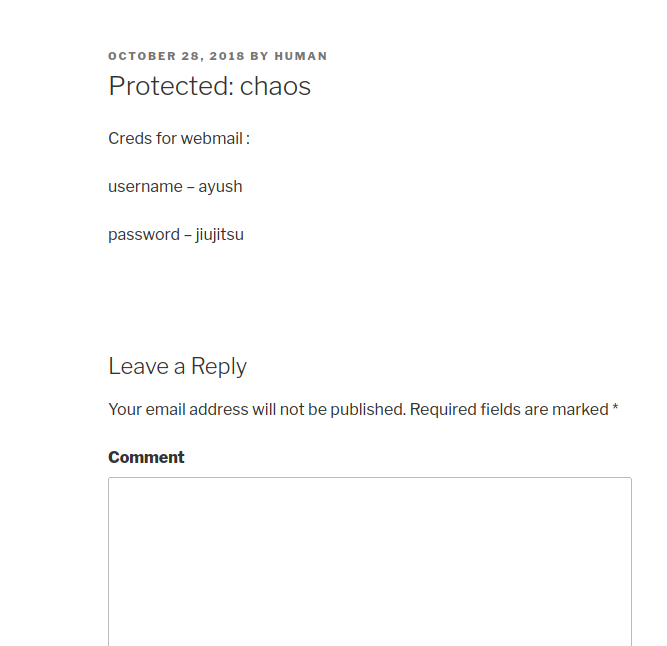 OCTOBER 28, 2018 BY HUMAN
Protected: chaos
Creds for webmail :
username – ayush
password – jiujitsu
Leave a Reply
Your email address will not be published. Required fields are marked *
Comment